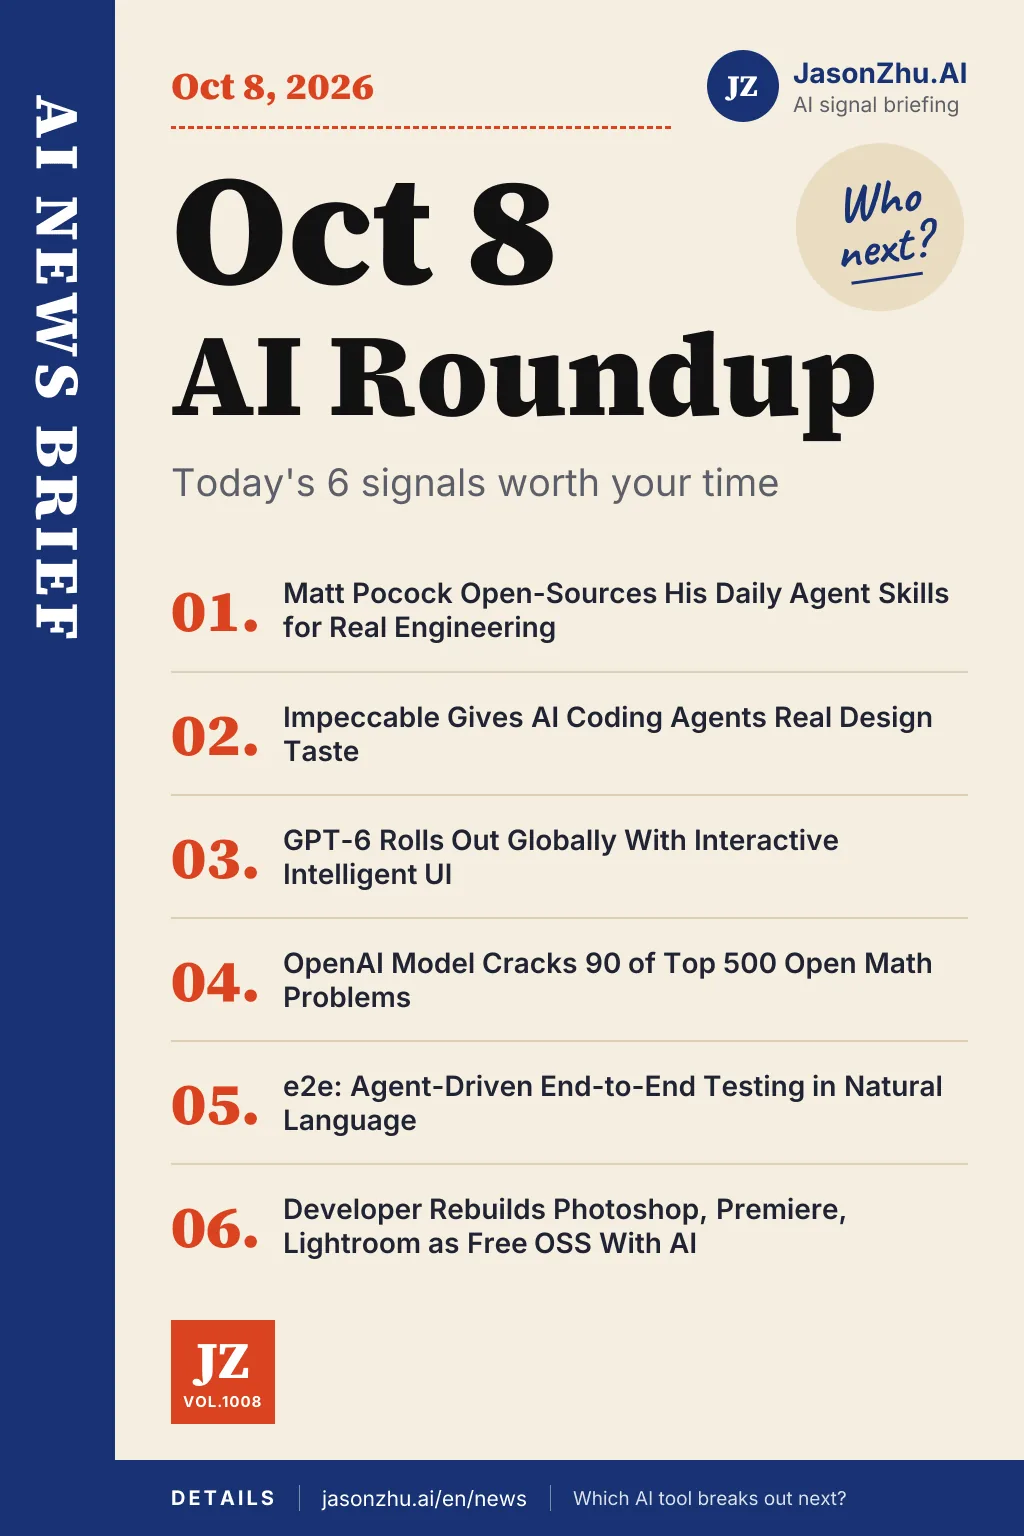 AI NEWS BRIEF
Oct 8, 2026
JZ
JasonZhu.AI
AI signal briefing
Who
next?
Oct 8
AI Roundup
Today's 6 signals worth your time
01.
Matt Pocock Open-Sources His Daily Agent Skills
for Real Engineering
02.
Impeccable Gives AI Coding Agents Real Design
Taste
03.
GPT-6 Rolls Out Globally With Interactive
Intelligent UI
04.
OpenAI Model Cracks 90 of Top 500 Open Math
Problems
05.
e2e: Agent-Driven End-to-End Testing in Natural
Language
06.
Developer Rebuilds Photoshop, Premiere,
Lightroom as Free OSS With AI
JZ
VOL.1008
DETAILS
jasonzhu.ai/en/news
Which AI tool breaks out next?